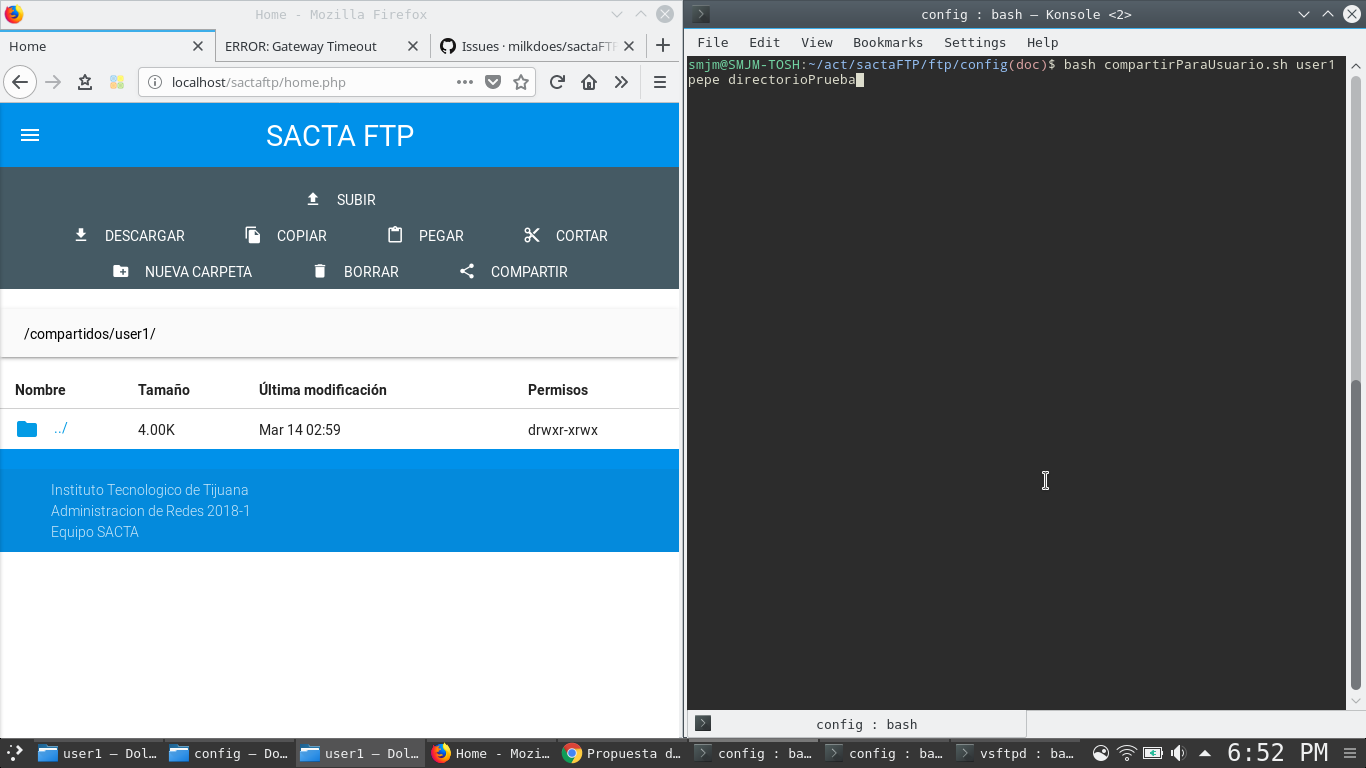 Home - Mozilla Firefox
Home
ERROR: Gateway Timeout
Issues · milkdoes/sactaFTP
localhost/sactaftp/home.php
SACTA FTP
SUBIR
DESCARGAR COPIAR PEGAR CORTAR
NUEVA CARPETA BORRAR COMPARTIR
/compartidos/user1/
Nombre Tamaño Última modificación Permisos
../ 4.00K Mar 14 02:59 drwxr-xrwx
Instituto Tecnologico de Tijuana
Administracion de Redes 2018-1
Equipo SACTA
config : bash — Konsole <2>
File Edit View Bookmarks Settings Help
smjm@SMJM-TOSH:~/act/sactaFTP/ftp/config(doc)$ bash compartirParaUsuario.sh user1
pepe directorioPrueba
config : bash
user1 — Dol... config — Do... user1 — Dol... Home - Mozi... Propuesta d... config : ba... config : ba... vsftpd : ba... 6:52 PM